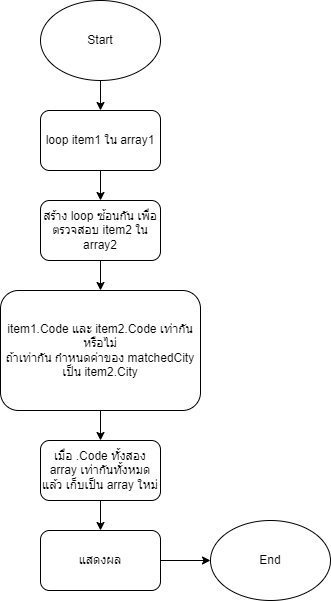 Start
loop item1 ใน array1
สร้าง loop ซ้อนกัน เพื่อ
ตรวจสอบ item2 ใน
array2
item1.Code และ item2.Code เท่ากัน
หรือไม่
ถ้าเท่ากัน กำหนดค่าของ matchedCity
เป็น item2.City
เมื่อ .Code ทั้งสอง
array เท่ากันทั้งหมด
แล้ว เก็บเป็น array ใหม่
แสดงผล
End